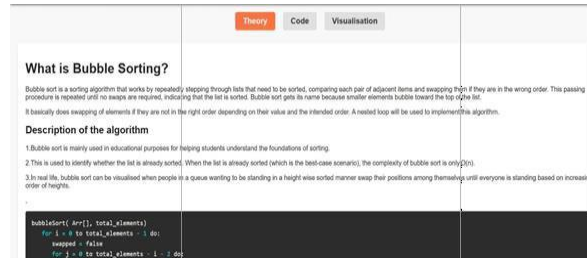 Theory Code Visualisation
What is Bubble Sorting?
Bubble sort is a sorting algorithm that works by repeatedly stepping through lists that need to be sorted, comparing each pair of adjacent items and swapping them if they are in the wrong order. This passing
procedure is repeated until no swaps are required, indicating that the list is sorted. Bubble sort gets its name because smaller elements bubble toward the top of the list.
It basically does swapping of elements if they are not in the right order depending on their value and the intended order. A nested loop will be used to implement this algorithm.
Description of the algorithm
1.Bubble sort is mainly used in educational purposes for helping students understand the foundations of sorting.
2.This is used to identify whether the list is already sorted. When the list is already sorted (which is the best-case scenario), the complexity of bubble sort is only O(n).
3.In real life, bubble sort can be visualised when people in a queue wanting to be standing in a height wise sorted manner swap their positions among themselves until everyone is standing based on increasi
order of heights.
.
bubbleSort( Arr[], total_elements)
for i = 0 to total_elements - 1 do:
swapped = false
for j = 0 to total_elements - i - 1 do: